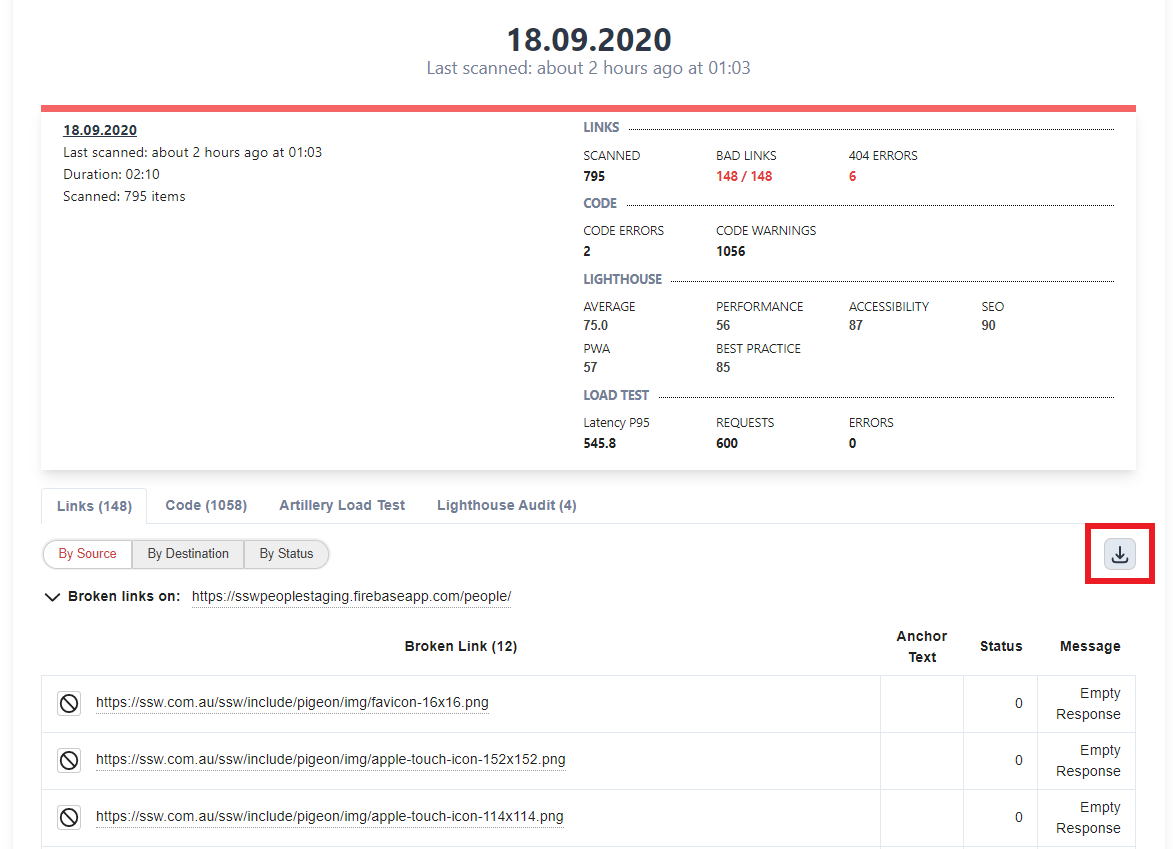 18.09.2020
Last scanned: about 2 hours ago at 01:03
18.09.2020
Last scanned: about 2 hours ago at 01:03
Duration: 02:10
Scanned: 795 items
LINKS
SCANNED BAD LINKS 404 ERRORS
795 148 / 148 6
CODE
CODE ERRORS CODE WARNINGS
2 1056
LIGHTHOUSE
AVERAGE PERFORMANCE ACCESSIBILITY SEO
75.0 56 87 90
PWA BEST PRACTICE
57 85
LOAD TEST
Latency P95 REQUESTS ERRORS
545.8 600 0
Links (148) Code (1058) Artillery Load Test Lighthouse Audit (4)
By Source By Destination By Status
Broken links on: https://sswpeoplestaging.firebaseapp.com/people/
Broken Link (12) Anchor Text Status Message
https://ssw.com.au/ssw/include/pigeon/img/favicon-16x16.png 0 Empty Response
https://ssw.com.au/ssw/include/pigeon/img/apple-touch-icon-152x152.png 0 Empty Response
https://ssw.com.au/ssw/include/pigeon/img/apple-touch-icon-114x114.png 0 Empty Response